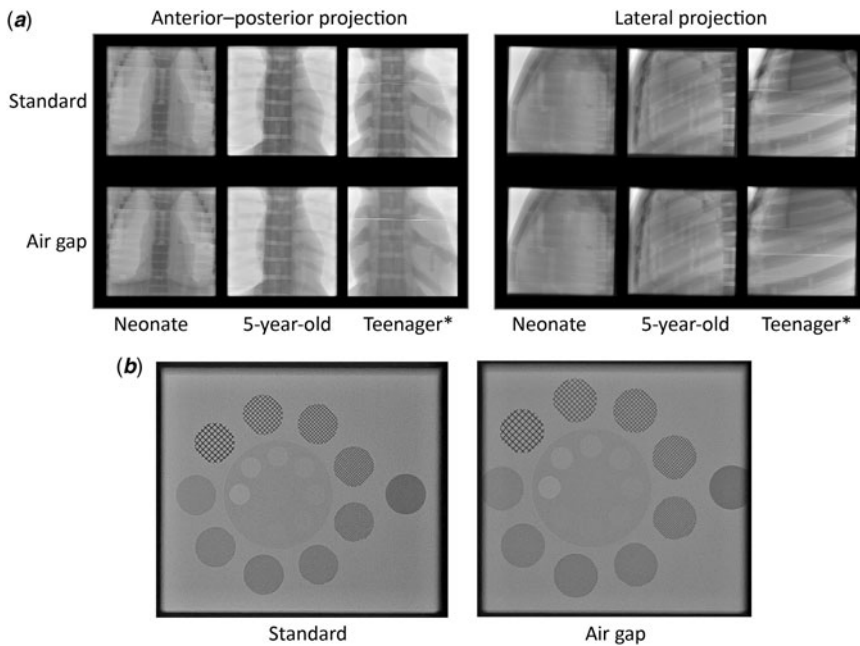 (a)
Anterior–posterior projection Lateral projection
Standard
Air gap
Neonate 5-year-old Teenager* Neonate 5-year-old Teenager*
(b)
Standard Air gap